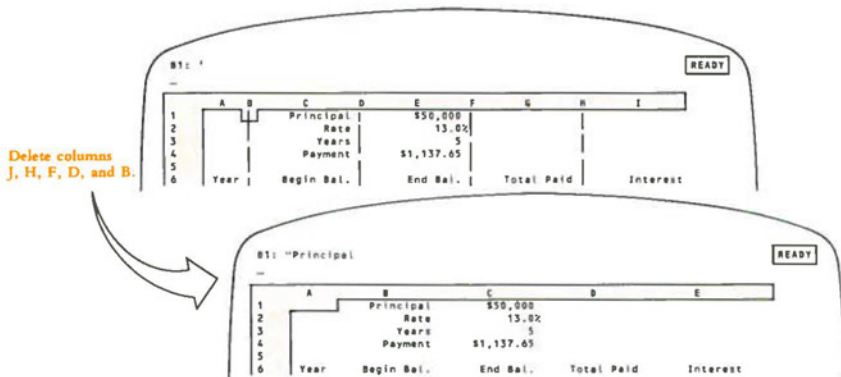 B1: '
READY
A B C D E F G H I
1 Principal $50,000
2 Rate 13.0%
3 Years 5
4 Payment $1,137.65
5
6 Year Begin Bal. End Bal. Total Paid Interest
Delete columns
J, H, F, D, and B.
B1: "Principal
READY
A B C D E
1 Principal $50,000
2 Rate 13.0%
3 Years 5
4 Payment $1,137.65
5
6 Year Begin Bal. End Bal. Total Paid Interest